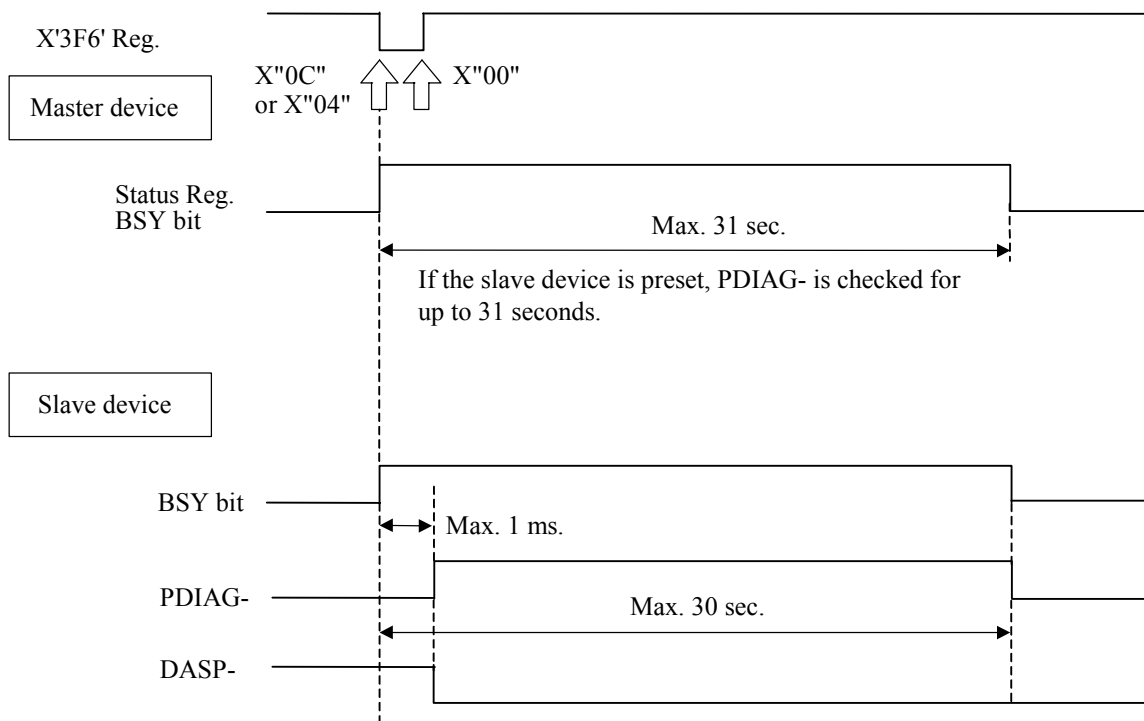 X'3F6' Reg.
X"0C"
or X"04"
X"00"
Master device
Status Reg.
BSY bit
Max. 31 sec.
If the slave device is preset, PDIAG- is checked for
up to 31 seconds.
Slave device
BSY bit
Max. 1 ms.
PDIAG-
Max. 30 sec.
DASP-